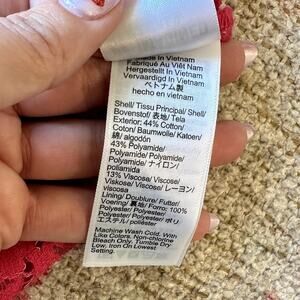 Made In Vietnam
Fabriqué Au Viêt Nam
Hergestellt In Vietnam
Vervaardigd In Vietnam
ベトナム製
hecho en vietnam
Shell/ Tissu Principal/ Shell/
Bovenstof/ 表地/ Tela
Exterior: 44% Cotton/
Coton/ Baumwolle/ Katoen/
綿/ algodón
43% Polyamide/
Polyamide/ Polyamide/
Polyamide/ ナイロン/
poliamida
13% Viscose/ Viscose/
Viskose/ Viscose/ レーヨン/
viscosa
Lining/ Doublure/ Futter/
Voering/ 裏地/ Forro: 100%
Polyester/ Polyester/
Polyester/ Polyester/ ポリ
エステル/ poliéster
Machine Wash Cold. With
Like Colors. Non-chlorine
Bleach Only. Tumble Dry
Low. Iron On Lowest
Setting.